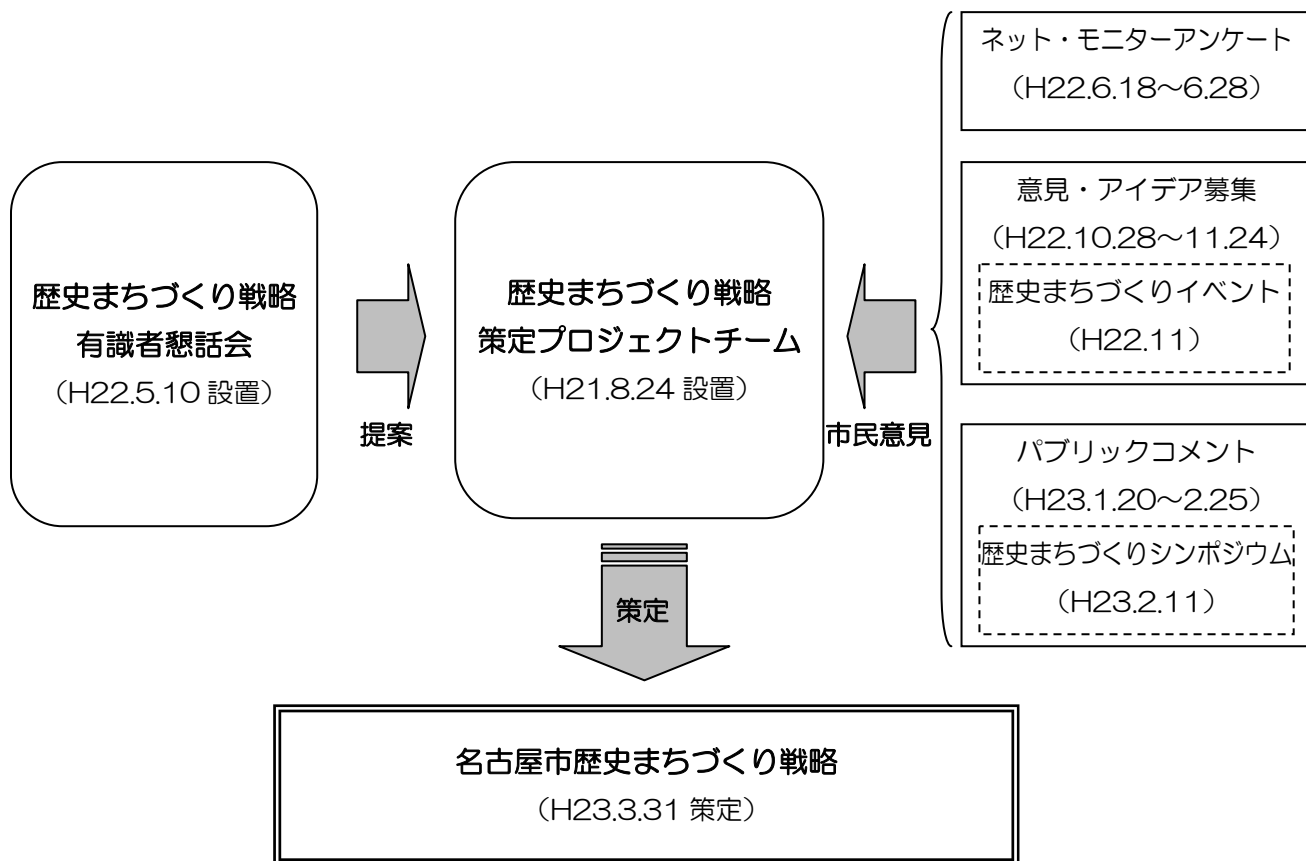 歴史まちづくり戦略
有識者懇話会
（H22.5.10 設置）
提案
歴史まちづくり戦略
策定プロジェクトチーム
（H21.8.24 設置）
市民意見
ネット・モニターアンケート
（H22.6.18～6.28）
意見・アイデア募集
（H22.10.28～11.24）
歴史まちづくりイベント
（H22.11）
パブリックコメント
（H23.1.20～2.25）
歴史まちづくりシンポジウム
（H23.2.11）
策定
名古屋市歴史まちづくり戦略
（H23.3.31 策定）